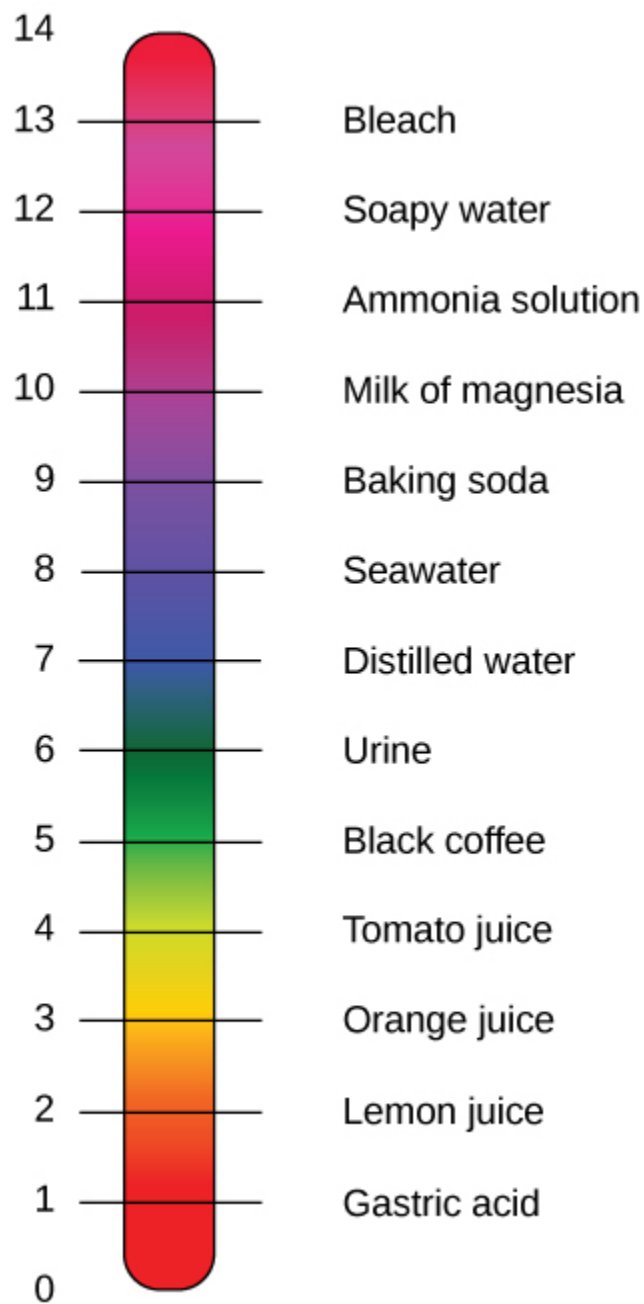 14
13 Bleach
12 Soapy water
11 Ammonia solution
10 Milk of magnesia
9 Baking soda
8 Seawater
7 Distilled water
6 Urine
5 Black coffee
4 Tomato juice
3 Orange juice
2 Lemon juice
1 Gastric acid
0